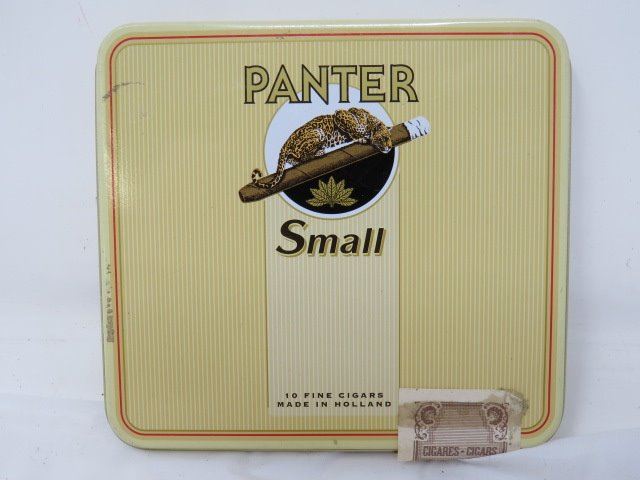 PANTER
Small
10 FINE CIGARS
MADE IN HOLLAND
CIGARES - CIGARS